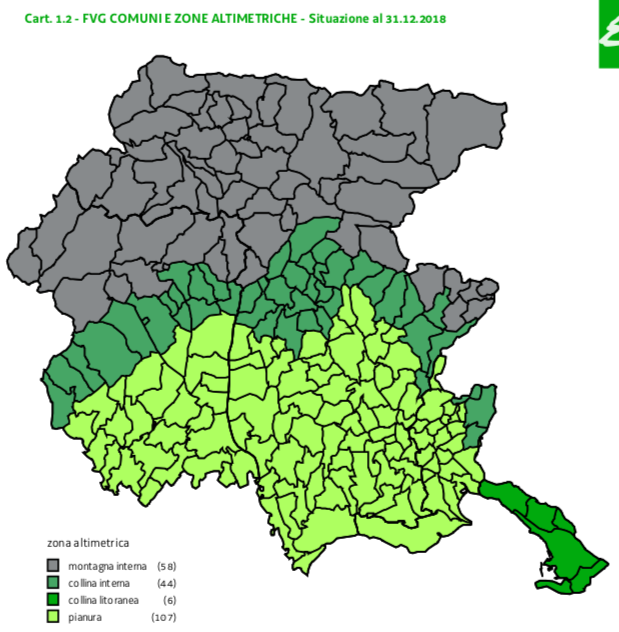 Cart. 1.2 - FVG COMUNI E ZONE ALTIMETRICHE - Situazione al 31.12.2018
zona altimetrica
montagna interna (58)
collina interna (44)
collina litoranea (6)
pianura (107)